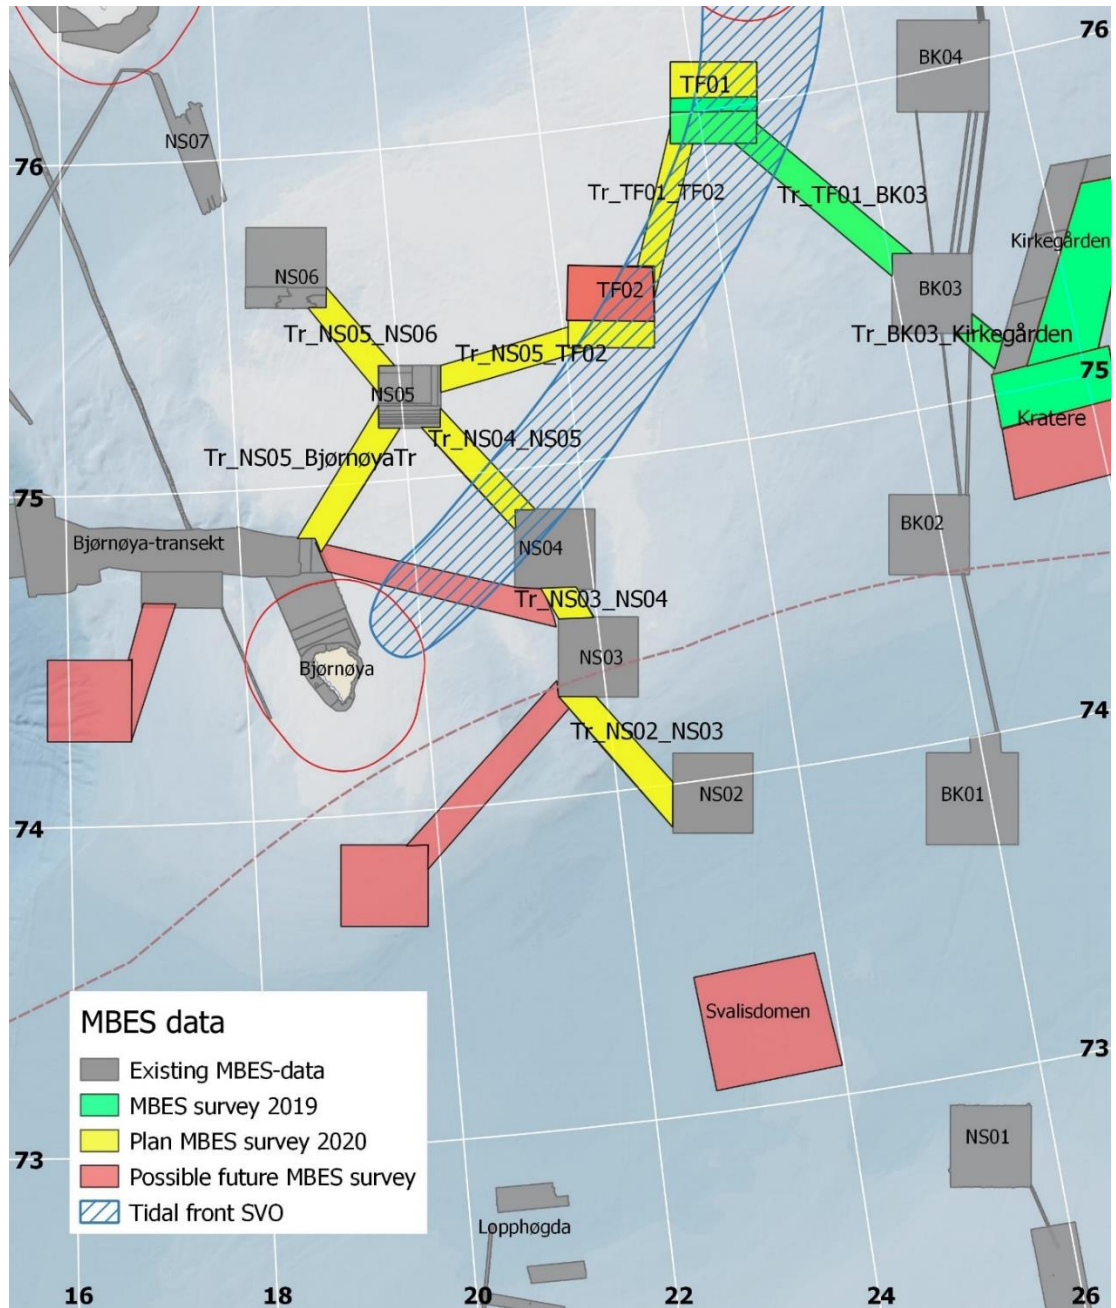 76
BK04
TF01
NS07
76
Tr_TF01_TF02
Tr_TF01_BK03
Kirkegården
NS06
TF02
BK03
Tr_NS05_NS06
Tr_BK03_Kirkegården
Tr_NS05_TF02
75
NS05
Kratere
Tr_NS04_NS05
Tr_NS05_BjørnøyaTr
75
BK02
Bjørnøya-transekt
NS04
Tr_NS03_NS04
NS03
Bjørnøya
74
Tr_NS02_NS03
NS02
BK01
74
Svalisdomen
MBES data
Existing MBES-data
MBES survey 2019
Plan MBES survey 2020
Possible future MBES survey
Tidal front SVO
73
NS01
73
Lopphøgda
16
20
22
24
26
18